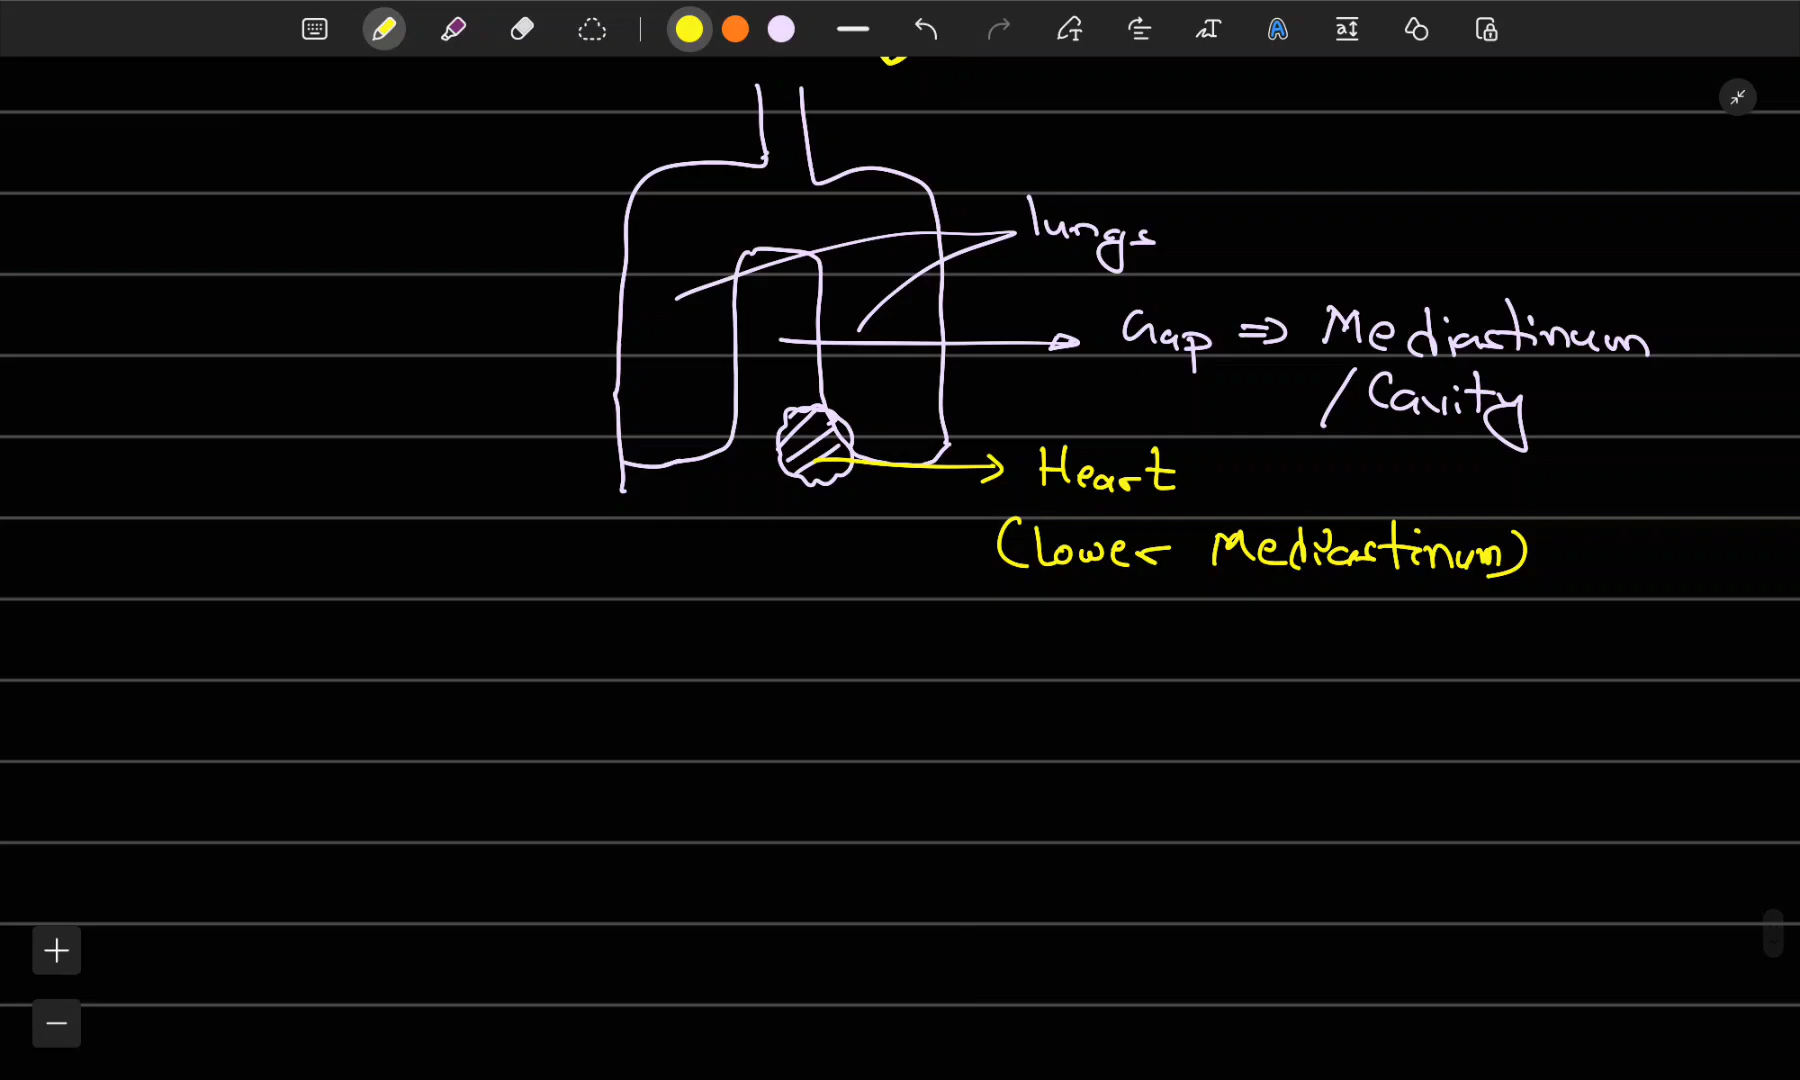 lungs
Gap ⇒ Mediastinum
/ Cavity
Heart
(lower Mediastinum)